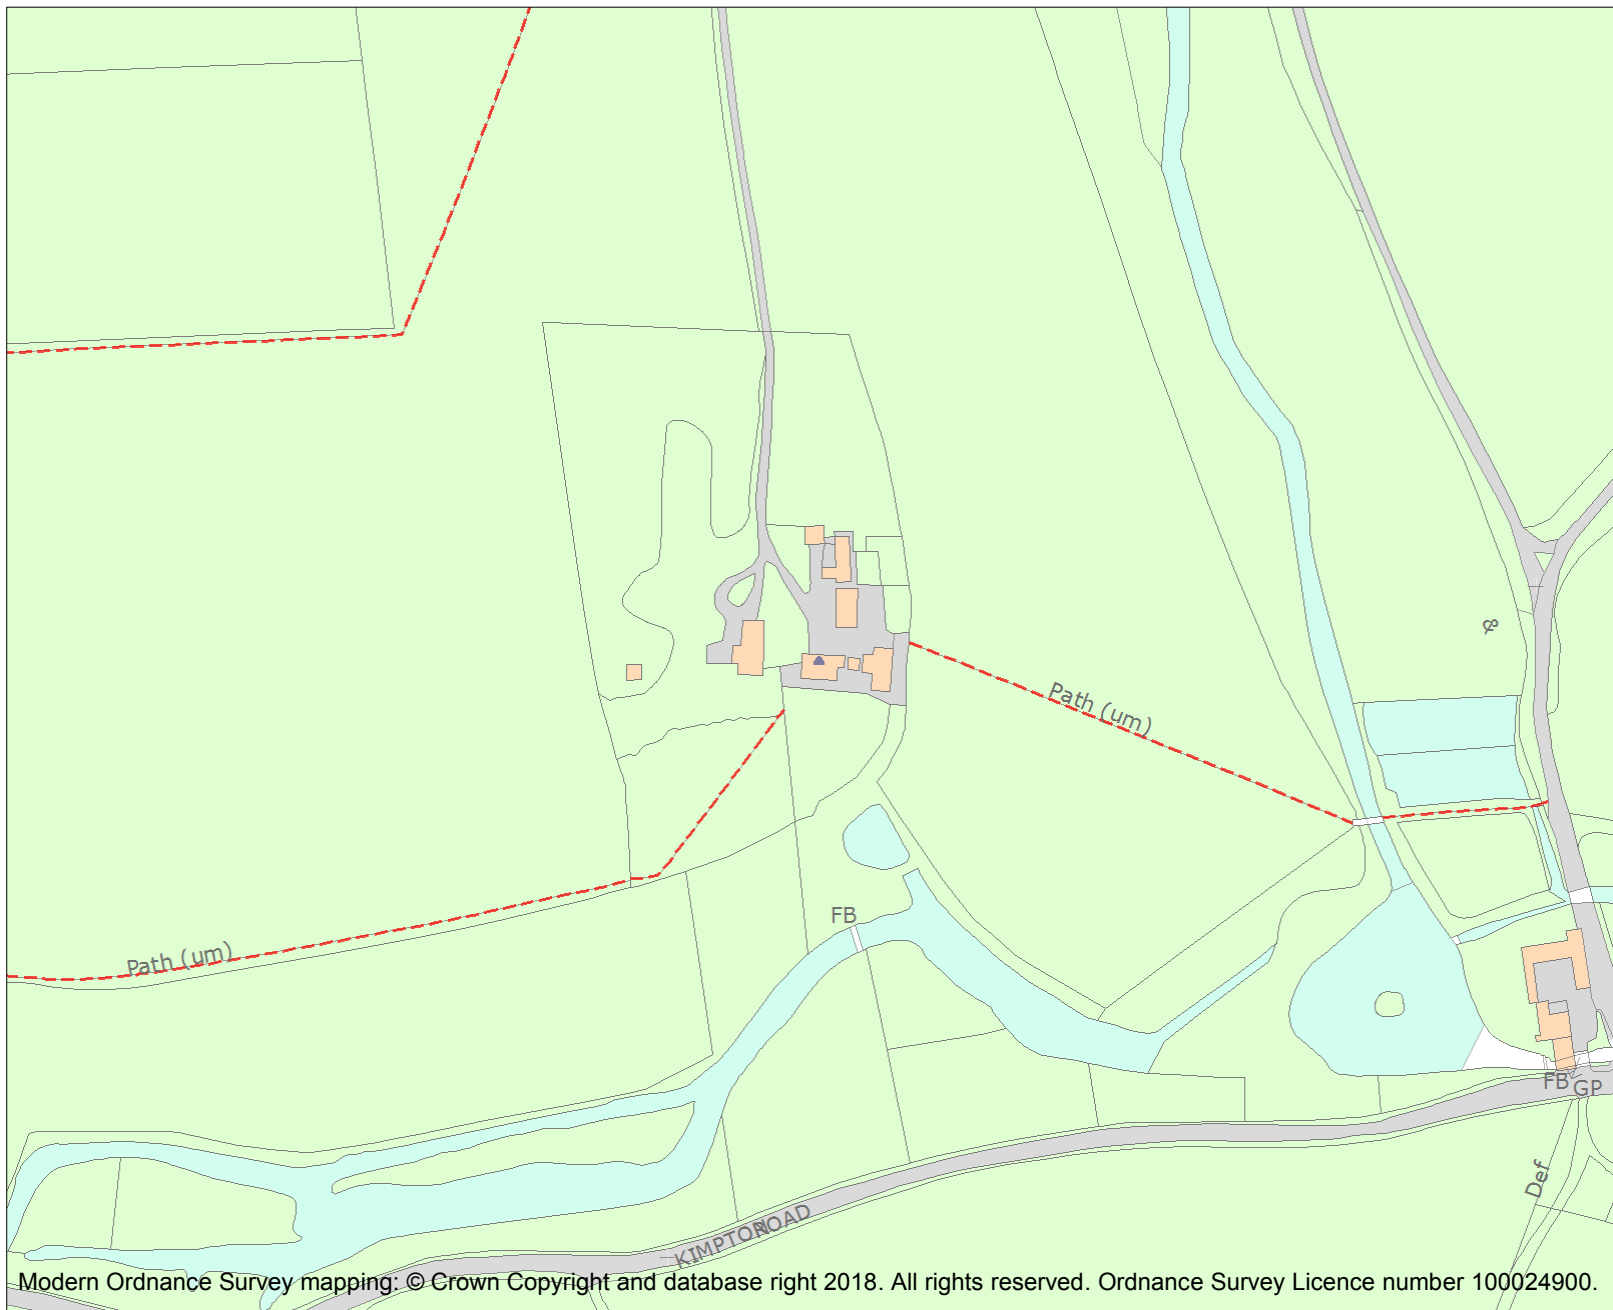 &
Path (um)
FB
Path (um)
FB
GP
Def
KIMPTON
ROAD
Modern Ordnance Survey mapping: © Crown Copyright and database right 2018. All rights reserved. Ordnance Survey Licence number 100024900.